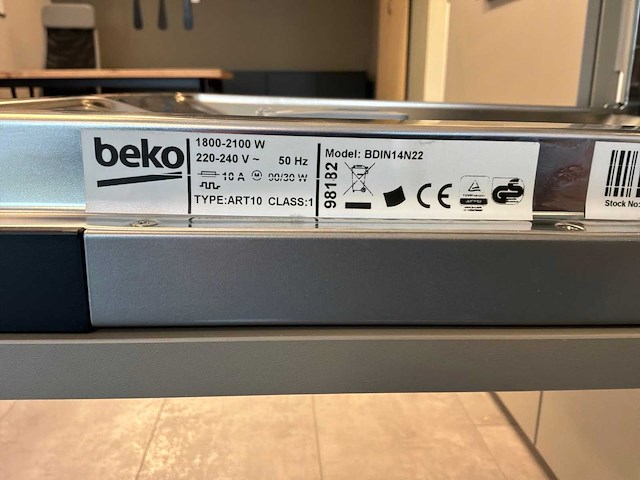 beko
1800-2100 W
220-240 V ~ 50 Hz
10 A M 90/30 W
TYPE:ART10 CLASS:1
98182
Model: BDIN14N22
CE
Stock No: